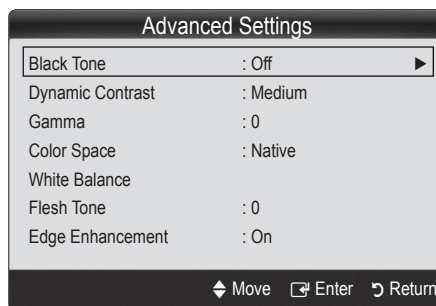 Advanced Settings
Black Tone : Off ►
Dynamic Contrast : Medium
Gamma : 0
Color Space : Native
White Balance
Flesh Tone : 0
Edge Enhancement : On
Move Enter Return